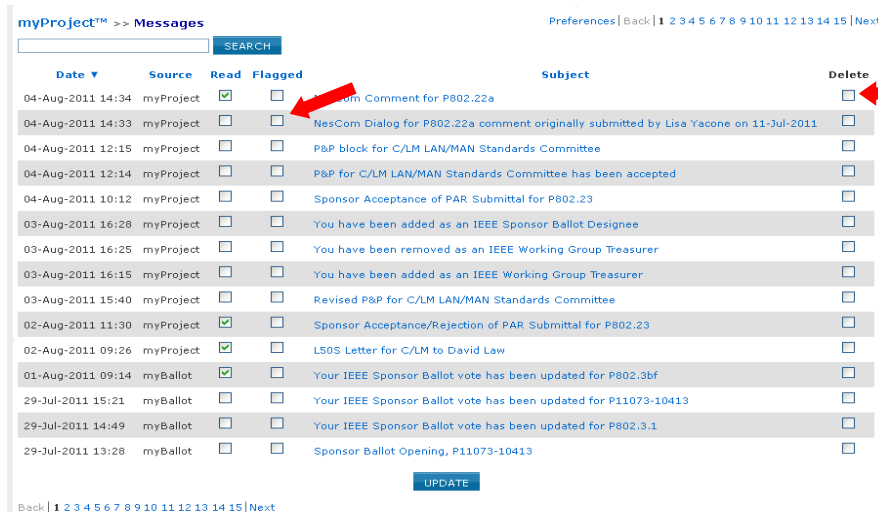 myProject™ >> Messages
Preferences | Back | 1 2 3 4 5 6 7 8 9 10 11 12 13 14 15 | Next
SEARCH
Date ▼ Source Read Flagged Subject Delete
04-Aug-2011 14:34 myProject Comment for P802.22a
04-Aug-2011 14:33 myProject NesCom Dialog for P802.22a comment originally submitted by Lisa Yacone on 11-Jul-2011
04-Aug-2011 12:15 myProject P&P block for C/LM LAN/MAN Standards Committee
04-Aug-2011 12:14 myProject P&P for C/LM LAN/MAN Standards Committee has been accepted
04-Aug-2011 10:12 myProject Sponsor Acceptance of PAR Submittal for P802.23
03-Aug-2011 16:28 myProject You have been added as an IEEE Sponsor Ballot Designee
03-Aug-2011 16:25 myProject You have been removed as an IEEE Working Group Treasurer
03-Aug-2011 16:15 myProject You have been added as an IEEE Working Group Treasurer
03-Aug-2011 15:40 myProject Revised P&P for C/LM LAN/MAN Standards Committee
02-Aug-2011 11:30 myProject Sponsor Acceptance/Rejection of PAR Submittal for P802.23
02-Aug-2011 09:26 myProject L50S Letter for C/LM to David Law
01-Aug-2011 09:14 myBallot Your IEEE Sponsor Ballot vote has been updated for P802.3bf
29-Jul-2011 15:21 myBallot Your IEEE Sponsor Ballot vote has been updated for P11073-10413
29-Jul-2011 14:49 myBallot Your IEEE Sponsor Ballot vote has been updated for P802.3.1
29-Jul-2011 13:28 myBallot Sponsor Ballot Opening, P11073-10413
UPDATE
Back | 1 2 3 4 5 6 7 8 9 10 11 12 13 14 15 | Next